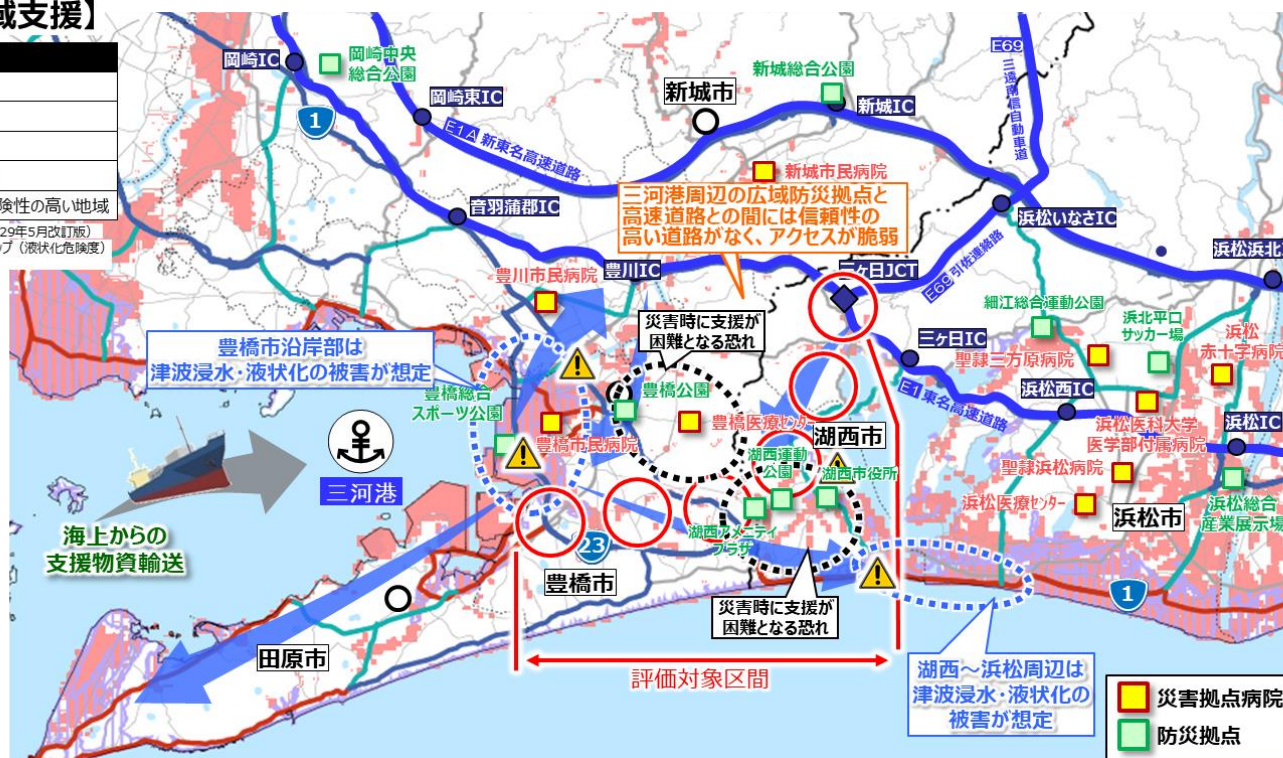 域支援】
険性の高い地域
29年5月改訂版）
ップ（液状化危険度）
岡崎IC
岡崎中央
総合公園
1
岡崎東IC
E1A 新東名高速道路
新城市
新城総合公園
新城IC
E69 三遠南信自動車道
新城市民病院
三河港周辺の広域防災拠点と
高速道路との間には信頼性の
高い道路がなく、アクセスが脆弱
音羽蒲郡IC
浜松いなさIC
浜松浜北
豊川市民病院
豊川IC
三ヶ日JCT
E69 引佐連絡路
細江総合運動公園
浜北平口
サッカー場
浜松
赤十字病院
災害時に支援が
困難となる恐れ
三ヶ日IC
聖隷三方原病院
豊橋市沿岸部は
津波浸水・液状化の被害が想定
豊橋総合
スポーツ公園
豊橋公園
浜松西IC
E1 東名高速道路
浜松医科大学
医学部付属病院
浜松IC
豊橋市民病院
豊橋医療センター
湖西市
湖西運動
公園
湖西市役所
聖隷浜松病院
浜松医療センター
浜松市
浜松総合
産業展示場
三河港
海上からの
支援物資輸送
湖西アメニティ
プラザ
23
豊橋市
1
災害時に支援が
困難となる恐れ
田原市
評価対象区間
湖西～浜松周辺は
津波浸水・液状化の
被害が想定
災害拠点病院
防災拠点